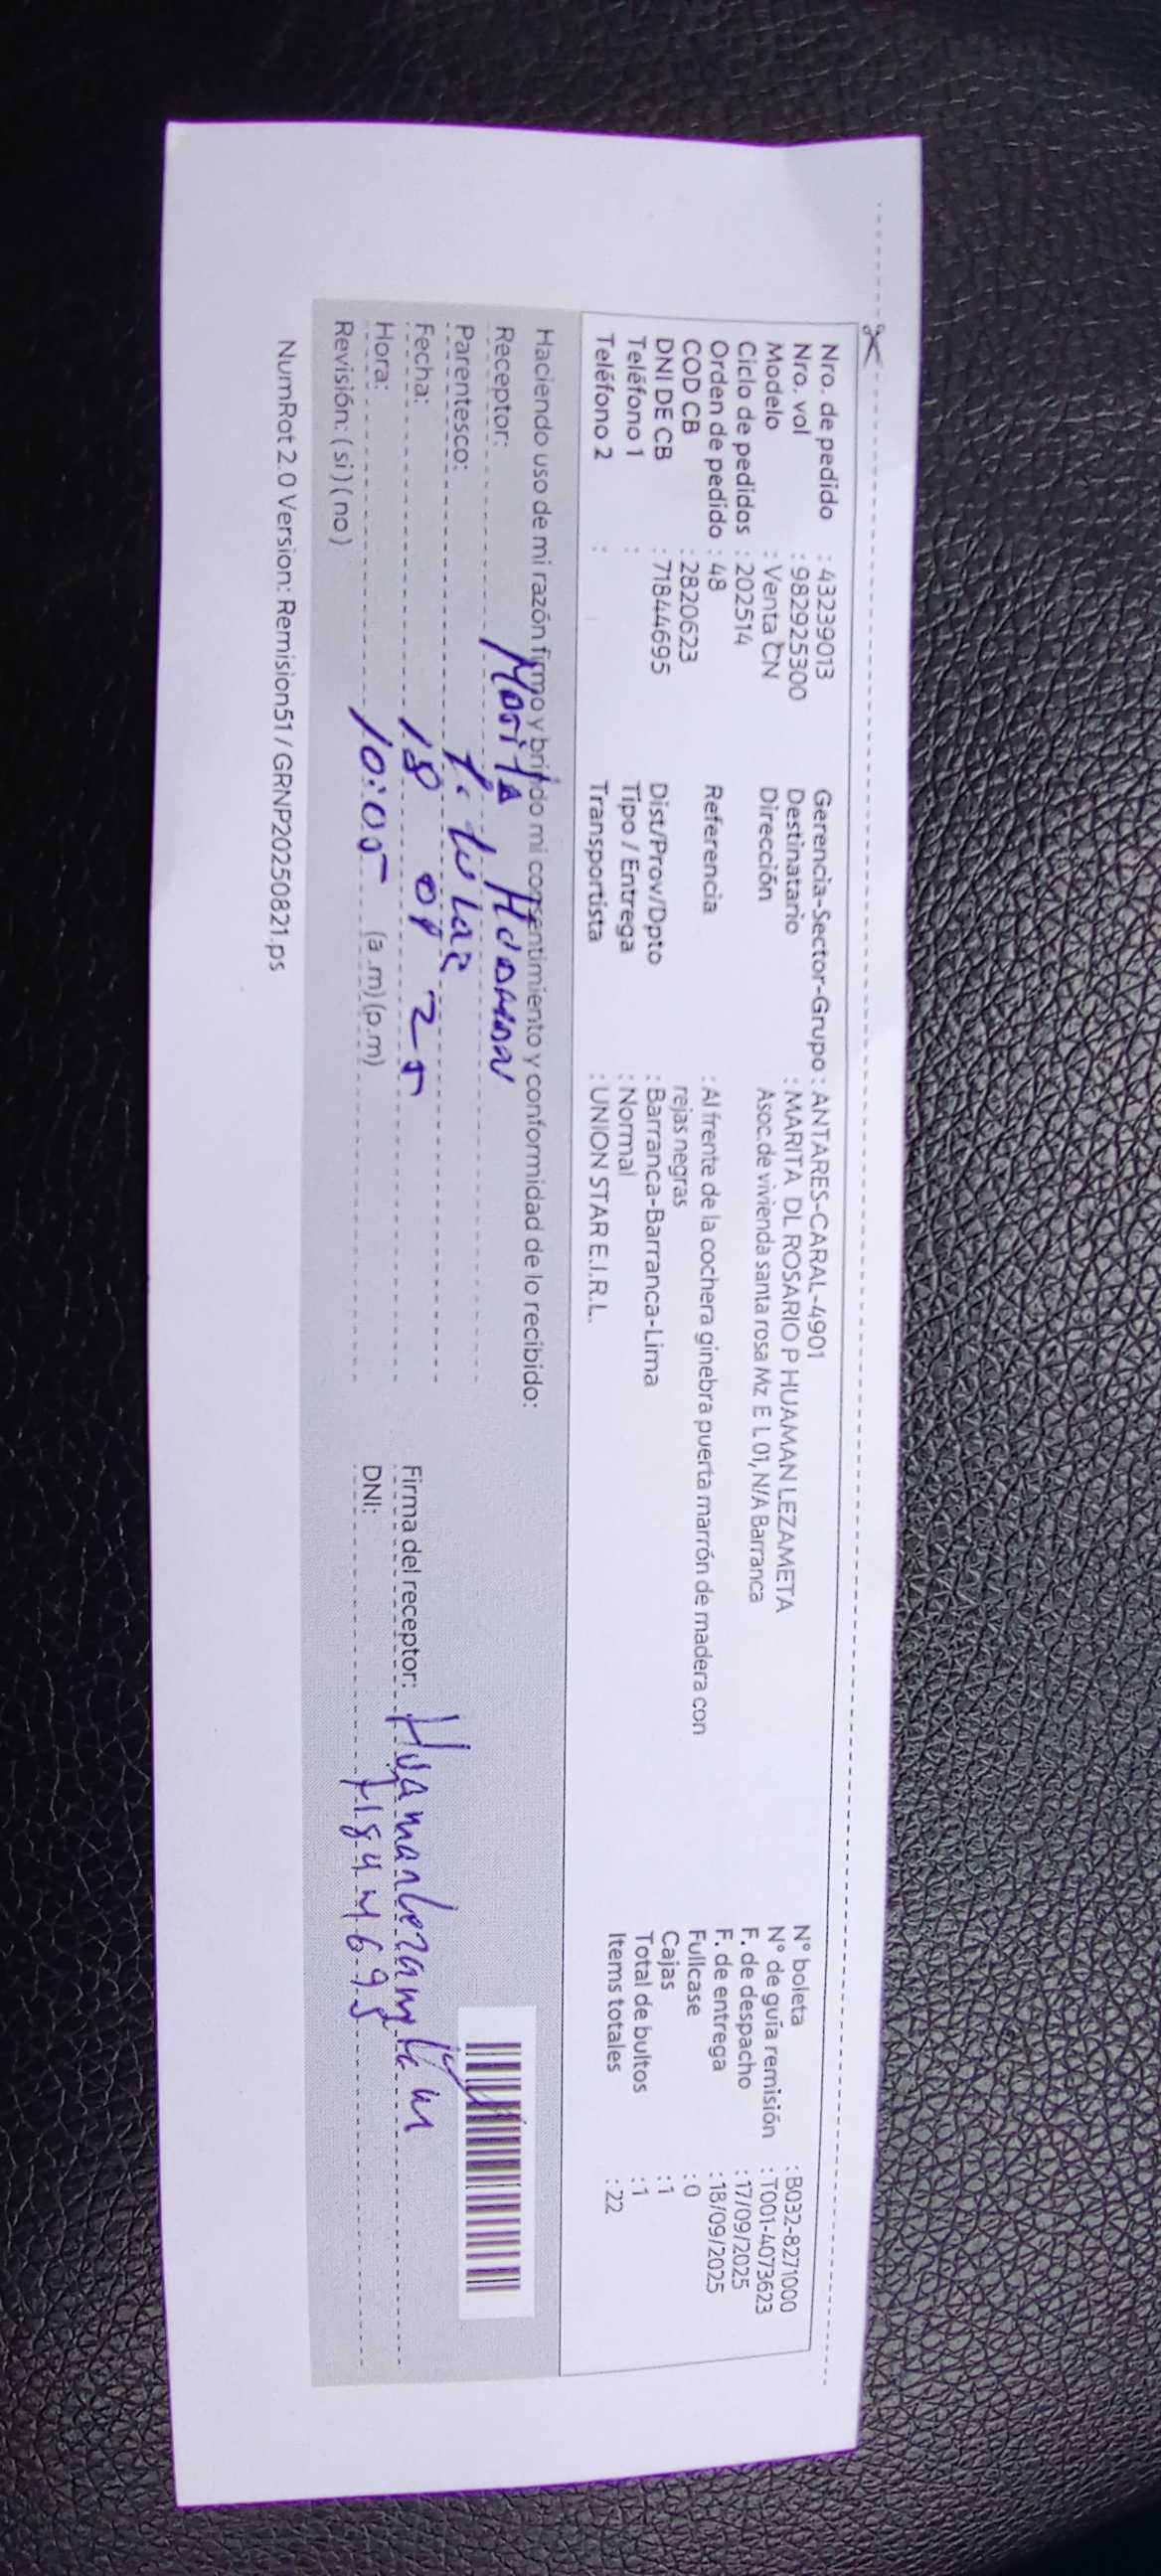 Nro. de pedido : 43239013
Nro. vol : 982925300
Modelo : Venta CN
Ciclo de pedidos : 202514
Orden de pedido : 48
COD CB : 2820623
DNI DE CB : 71844695
Teléfono 1 :
Teléfono 2 :
Gerencia-Sector-Grupo : ANTARES-CARAL-4901
Destinatario : MARITA DL ROSARIO P HUAMAN LEZAMETA
Dirección Asoc.de vivienda santa rosa Mz E L 01, N/A Barranca
Referencia : Al frente de la cochera ginebra puerta marrón de madera con
rejas negras
Dist/Prov/Dpto : Barranca-Barranca-Lima
Tipo / Entrega : Normal
Transportista : UNION STAR E.I.R.L.
N° boleta : B032-8271000
N° de guía remisión : T001-4073623
F. de despacho : 17/09/2025
F. de entrega : 18/09/2025
Fullcase : 0
Cajas : 1
Total de bultos : 1
Items totales : 22
Haciendo uso de mi razón firmo y brindo mi consentimiento y conformidad de lo recibido:
Receptor: Marita
Parentesco: Titular
Fecha: 18 09 25
Hora: 10:05 (a.m) (p.m)
Revisión: ( si ) ( no )
Firma del receptor:
DNI: 71844695
NumRot 2.0 Version: Remision51 / GRNP20250821.ps